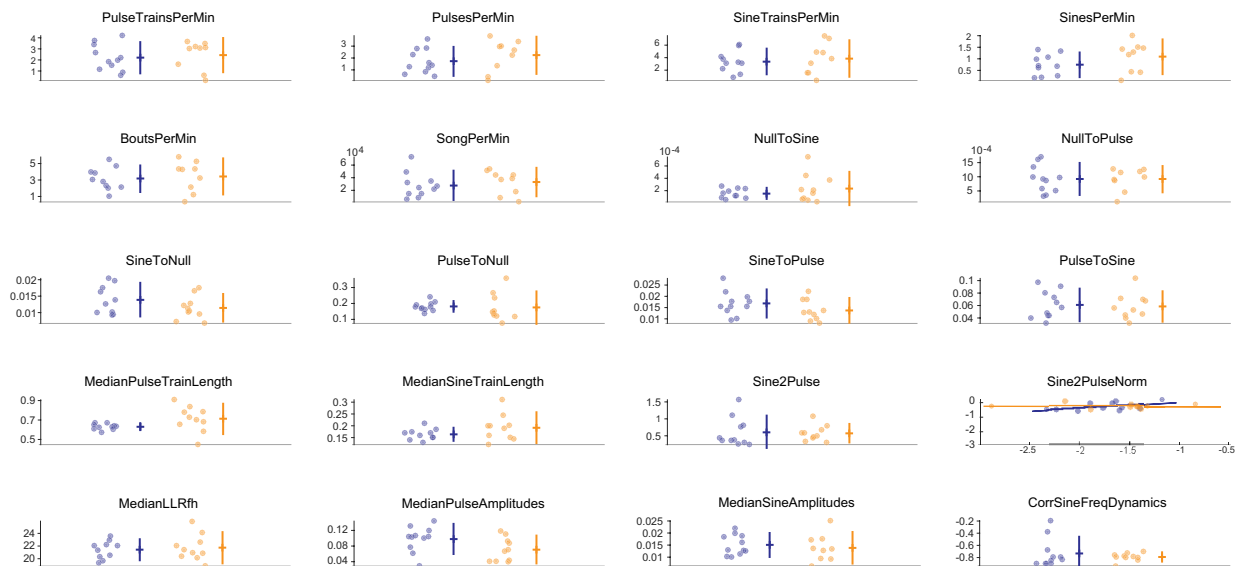 PulseTrainsPerMin PulsesPerMin SineTrainsPerMin SinesPerMin
4 3 2 1
3 2 1
6 4 2
2 1.5 1 0.5
BoutsPerMin SongPerMin NullToSine NullToPulse
5 3 1
10^4 6 4 2
6 4 2 10^-4
15 10 5 10^-4
SineToNull PulseToNull SineToPulse PulseToSine
0.02 0.015 0.01
0.3 0.2 0.1
0.025 0.02 0.015 0.01
0.1 0.08 0.06 0.04
MedianPulseTrainLength MedianSineTrainLength Sine2Pulse Sine2PulseNorm
0.9 0.7 0.5
0.3 0.25 0.2 0.15
1.5 1 0.5
0 -1 -2 -3
-2.5 -2 -1.5 -1 -0.5
MedianLLRfh MedianPulseAmplitudes MedianSineAmplitudes CorrSineFreqDynamics
24 22 20
0.12 0.08 0.04
0.025 0.02 0.015 0.01
-0.2 -0.4 -0.6 -0.8